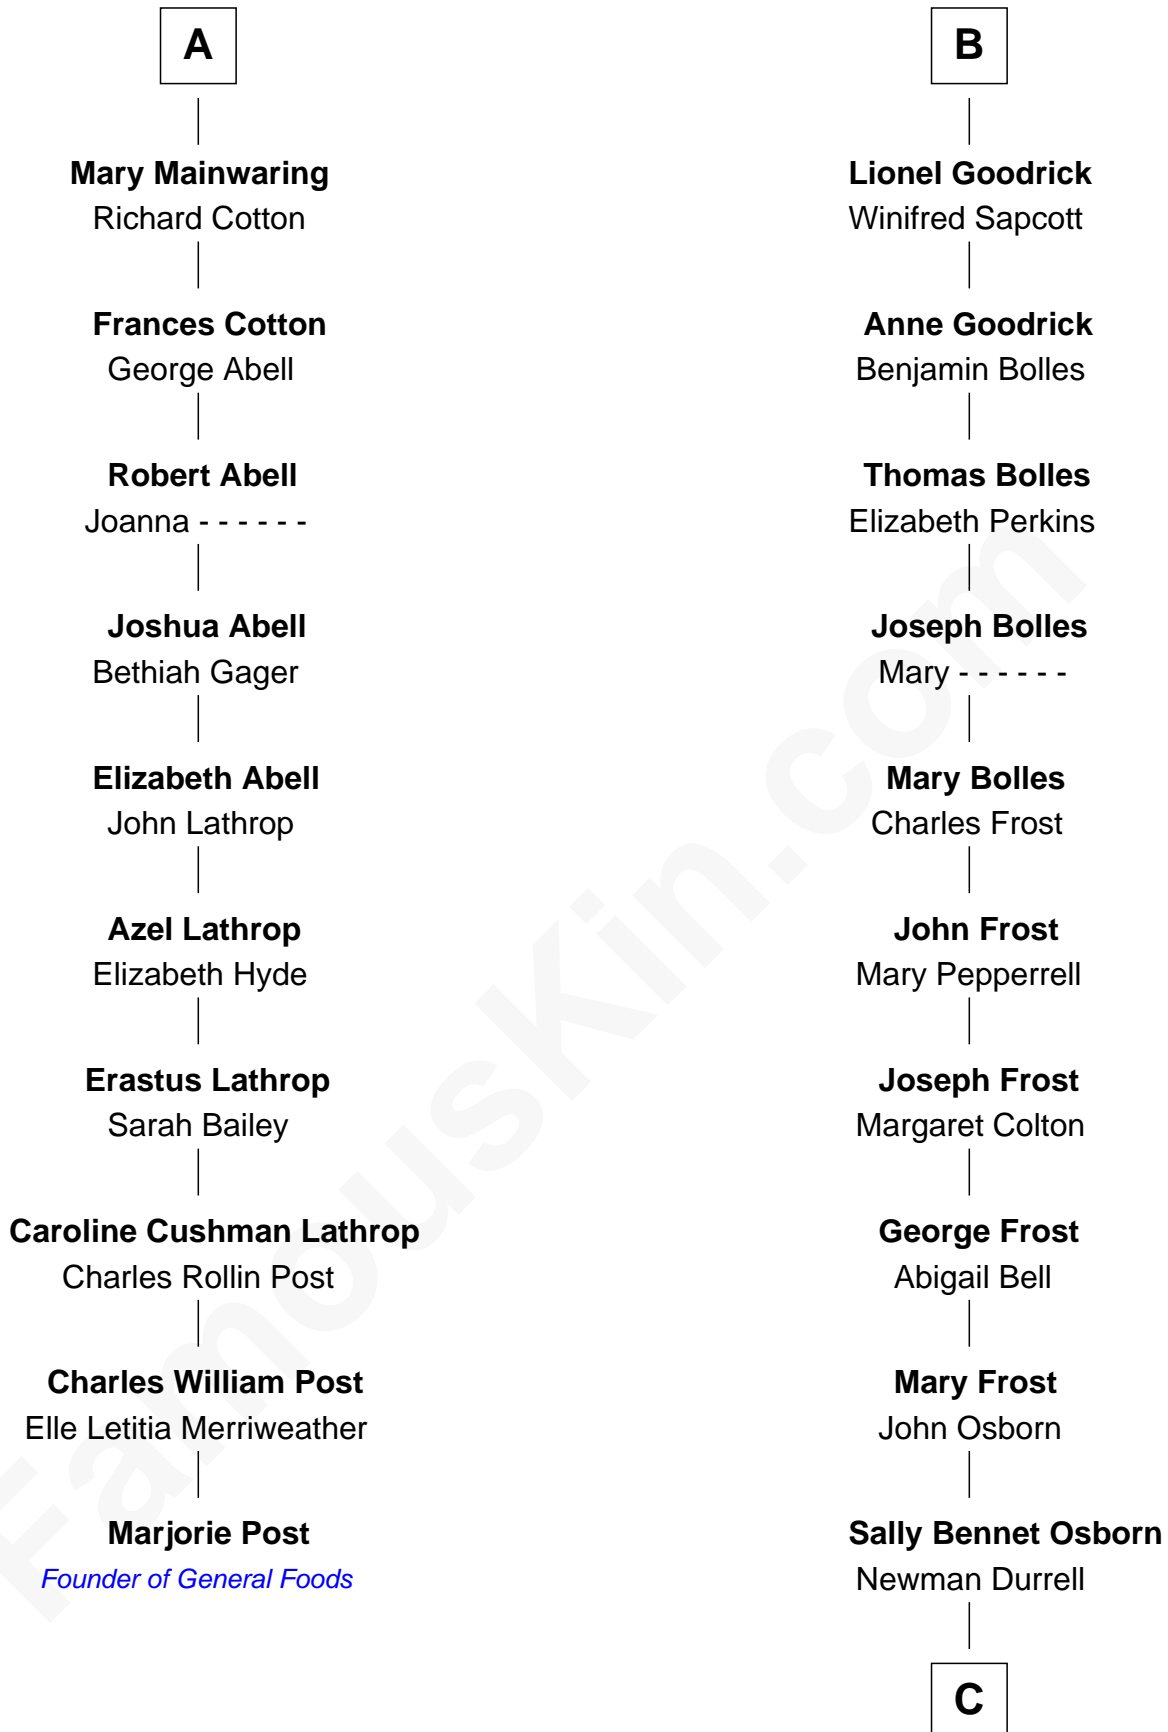 A
Mary Mainwaring
Richard Cotton
Frances Cotton
George Abell
Robert Abell
Joanna - - - - - -
Joshua Abell
Bethiah Gager
Elizabeth Abell
John Lathrop
Azel Lathrop
Elizabeth Hyde
Erastus Lathrop
Sarah Bailey
Caroline Cushman Lathrop
Charles Rollin Post
Charles William Post
Elle Letitia Merriweather
Marjorie Post
Founder of General Foods
B
Lionel Goodrick
Winifred Sapcott
Anne Goodrick
Benjamin Bolles
Thomas Bolles
Elizabeth Perkins
Joseph Bolles
Mary - - - - - -
Mary Bolles
Charles Frost
John Frost
Mary Pepperrell
Joseph Frost
Margaret Colton
George Frost
Abigail Bell
Mary Frost
John Osborn
Sally Bennet Osborn
Newman Durrell
C
FamousKin.com